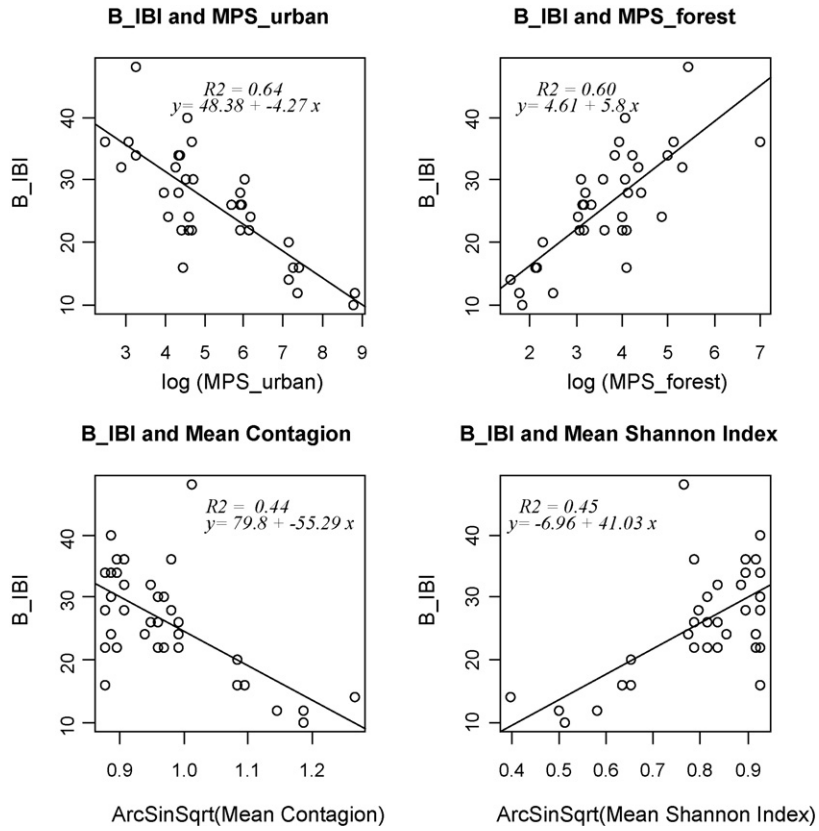 B_IBI and MPS_urban
R2 = 0.64
y= 48.38 + -4.27 x
B_IBI
10 20 30 40
3 4 5 6 7 8 9
log (MPS_urban)
B_IBI and MPS_forest
R2 = 0.60
y= 4.61 + 5.8 x
B_IBI
10 20 30 40
2 3 4 5 6 7
log (MPS_forest)
B_IBI and Mean Contagion
R2 = 0.44
y= 79.8 + -55.29 x
B_IBI
10 20 30 40
0.9 1.0 1.1 1.2
ArcSinSqrt(Mean Contagion)
B_IBI and Mean Shannon Index
R2 = 0.45
y= -6.96 + 41.03 x
B_IBI
10 20 30 40
0.4 0.5 0.6 0.7 0.8 0.9
ArcSinSqrt(Mean Shannon Index)